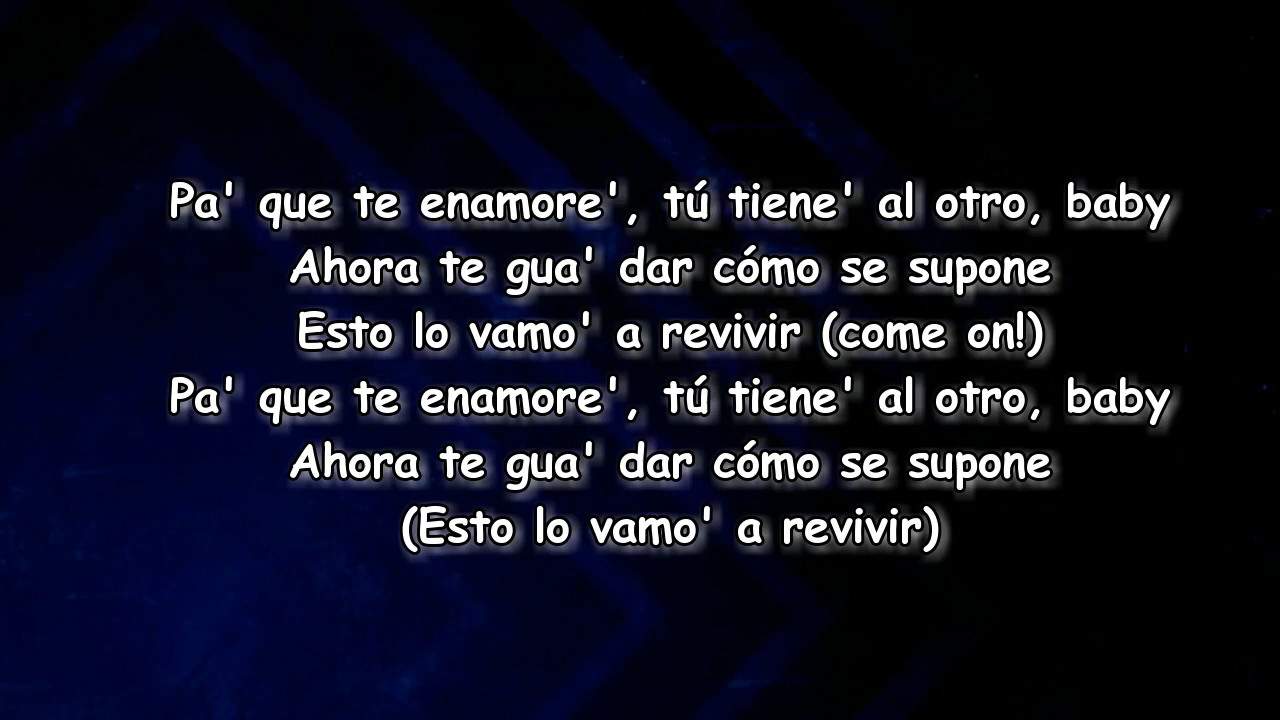 Pa' que te enamore', tú tiene' al otro, baby
Ahora te gua' dar cómo se supone
Esto lo vamo' a revivir (come on!)
Pa' que te enamore', tú tiene' al otro, baby
Ahora te gua' dar cómo se supone
(Esto lo vamo' a revivir)